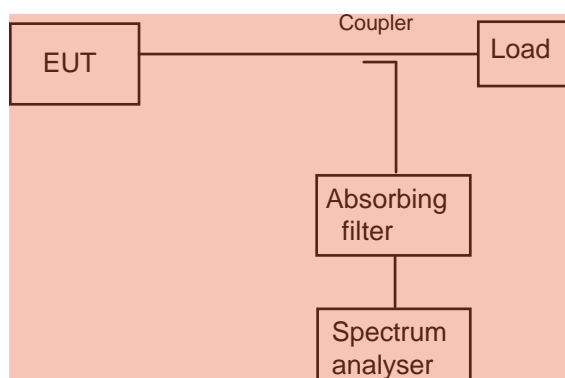 Coupler
EUT
Load
Absorbing
filter
Spectrum
analyser